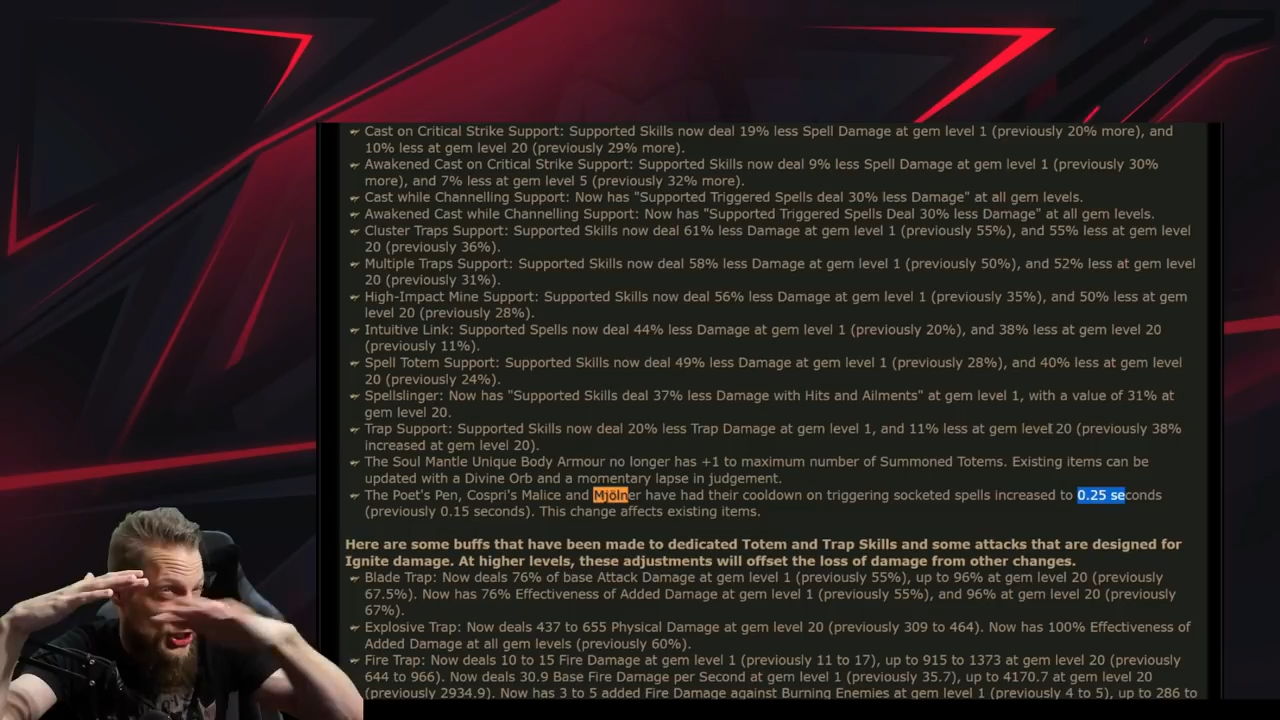 Cast on Critical Strike Support: Supported Skills now deal 19% less Spell Damage at gem level 1 (previously 20% more), and
10% less at gem level 20 (previously 29% more).
Awakened Cast on Critical Strike Support: Supported Skills now deal 9% less Spell Damage at gem level 1 (previously 30%
more), and 7% less at gem level 5 (previously 32% more).
Cast while Channelling Support: Now has "Supported Triggered Spells deal 30% less Damage" at all gem levels.
Awakened Cast while Channelling Support: Now has "Supported Triggered Spells Deal 30% less Damage" at all gem levels.
Cluster Traps Support: Supported Skills now deal 61% less Damage at gem level 1 (previously 55%), and 55% less at gem level
20 (previously 36%).
Multiple Traps Support: Supported Skills now deal 58% less Damage at gem level 1 (previously 50%), and 52% less at gem level
20 (previously 31%).
High-Impact Mine Support: Supported Skills now deal 56% less Damage at gem level 1 (previously 35%), and 50% less at gem
level 20 (previously 28%).
Intuitive Link: Supported Spells now deal 44% less Damage at gem level 1 (previously 20%), and 38% less at gem level 20
(previously 11%).
Spell Totem Support: Supported Skills now deal 49% less Damage at gem level 1 (previously 28%), and 40% less at gem level
20 (previously 24%).
Spellslinger: Now has "Supported Skills deal 37% less Damage with Hits and Ailments" at gem level 1, with a value of 31% at
gem level 20.
Trap Support: Supported Skills now deal 20% less Trap Damage at gem level 1, and 11% less at gem level 20 (previously 38%
increased at gem level 20).
The Soul Mantle Unique Body Armour no longer has +1 to maximum number of Summoned Totems. Existing items can be
updated with a Divine Orb and a momentary lapse in judgement.
The Poet's Pen, Cospri's Malice and Mjölner have had their cooldown on triggering socketed spells increased to 0.25 seconds
(previously 0.15 seconds). This change affects existing items.
Here are some buffs that have been made to dedicated Totem and Trap Skills and some attacks that are designed for
Ignite damage. At higher levels, these adjustments will offset the loss of damage from other changes.
Blade Trap: Now deals 76% of base Attack Damage at gem level 1 (previously 55%), up to 96% at gem level 20 (previously
67.5%). Now has 76% Effectiveness of Added Damage at gem level 1 (previously 55%), and 96% at gem level 20 (previously
67%).
Explosive Trap: Now deals 437 to 655 Physical Damage at gem level 20 (previously 309 to 464). Now has 100% Effectiveness of
Added Damage at all gem levels (previously 60%).
Fire Trap: Now deals 10 to 15 Fire Damage at gem level 1 (previously 11 to 17), up to 915 to 1373 at gem level 20 (previously
644 to 966). Now deals 30.9 Base Fire Damage per Second at gem level 1 (previously 35.7), up to 4170.7 at gem level 20
(previously 2934.9). Now has 3 to 5 added Fire Damage against Burning Enemies at gem level 1 (previously 4 to 5), up to 286 to